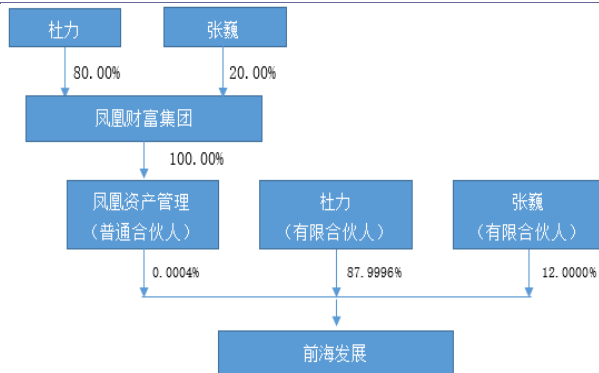 杜力
张巍
80.00%
20.00%
凤凰财富集团
100.00%
凤凰资产管理
（普通合伙人）
杜力
（有限合伙人）
张巍
（有限合伙人）
0.0004%
87.9996%
12.0000%
前海发展